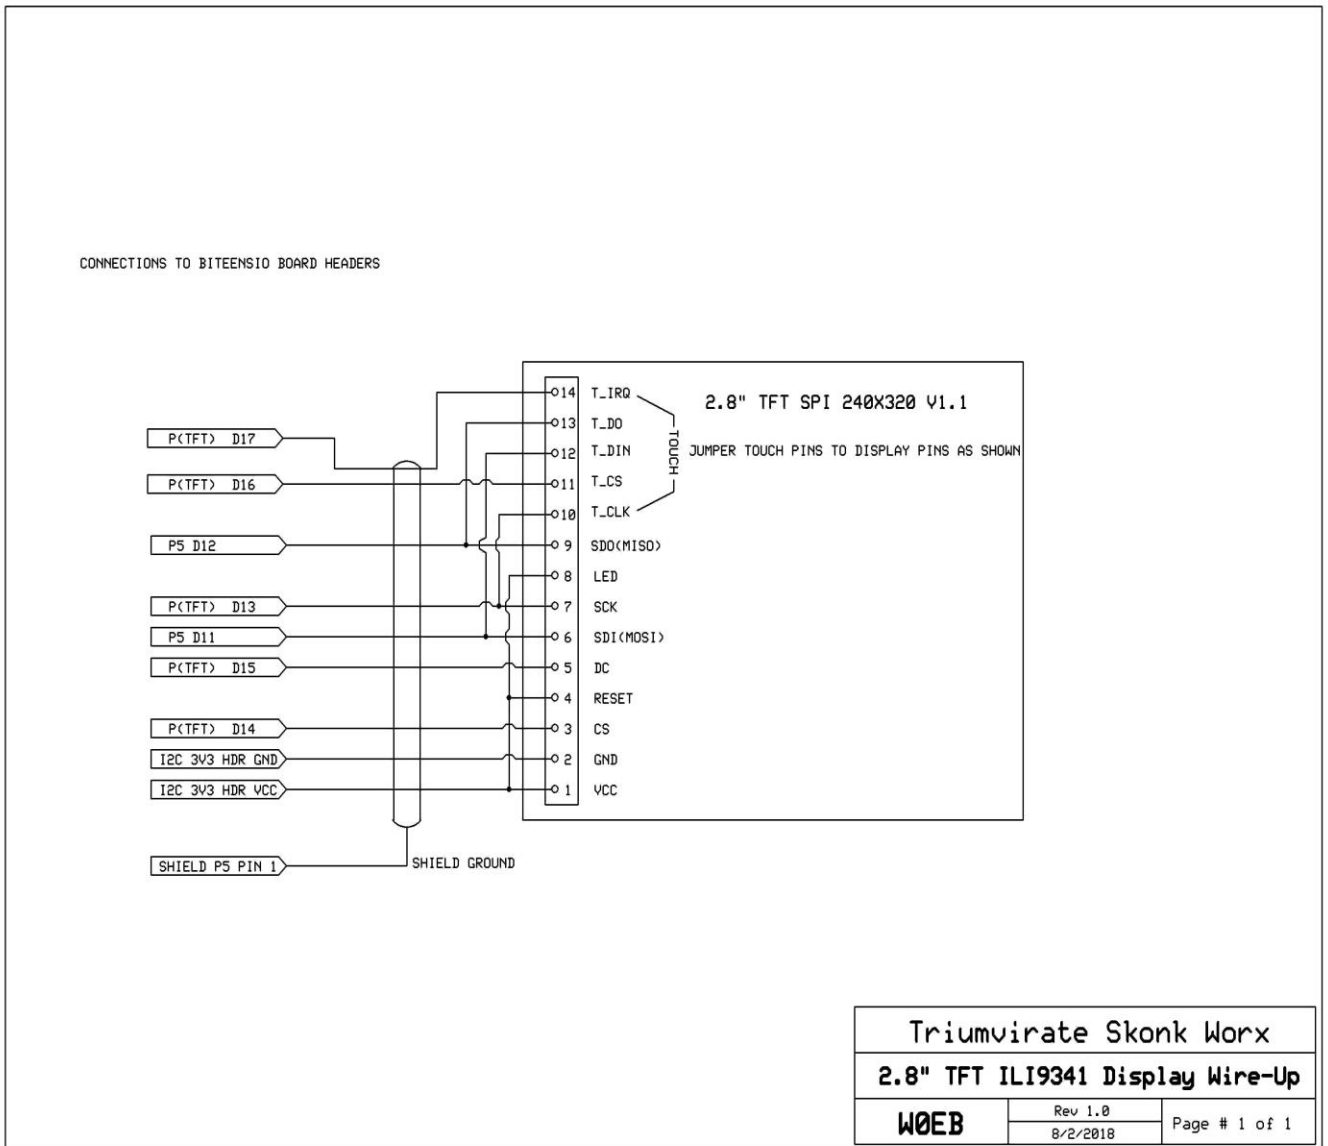 CONNECTIONS TO BITEENSIO BOARD HEADERS
P(TFT) D17
P(TFT) D16
P5 D12
P(TFT) D13
P5 D11
P(TFT) D15
P(TFT) D14
I2C 3V3 HDR GND
I2C 3V3 HDR VCC
SHIELD P5 PIN 1
SHIELD GROUND
14 T_IRQ
13 T_DO
12 T_DIN
11 T_CS
10 T_CLK
9 SDO(MISO)
8 LED
7 SCK
6 SDI(MOSI)
5 DC
4 RESET
3 CS
2 GND
1 VCC
TOUCH
2.8" TFT SPI 240X320 V1.1
JUMPER TOUCH PINS TO DISPLAY PINS AS SHOWN
Triumvirate Skonk Worx
2.8" TFT ILI9341 Display Wire-Up
W0EB
Rev 1.0
8/2/2018
Page # 1 of 1